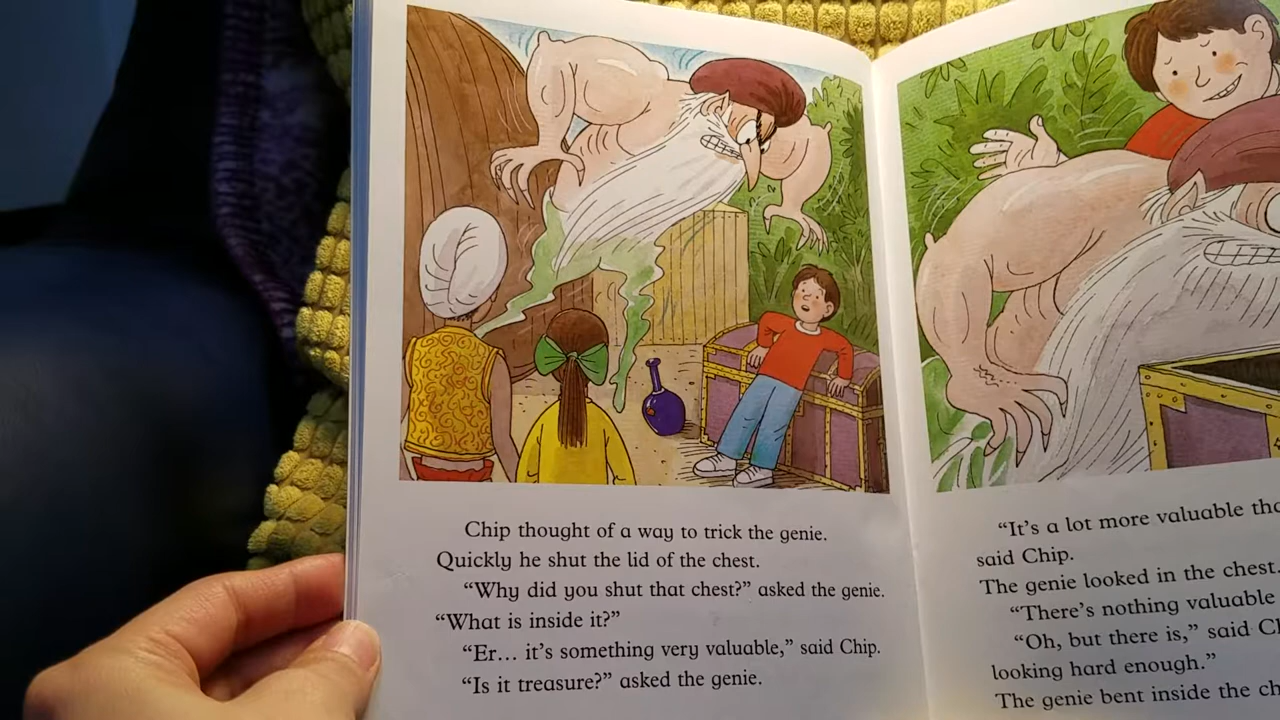 Chip thought of a way to trick the genie.
Quickly he shut the lid of the chest.
“Why did you shut that chest?” asked the genie.
“What is inside it?”
“Er... it’s something very valuable,” said Chip.
“Is it treasure?” asked the genie.
“It’s a lot more valuable
said Chip.
The genie looked in the chest.
“There’s nothing valuable
“Oh, but there is,” said
looking hard enough.”
The genie bent inside the